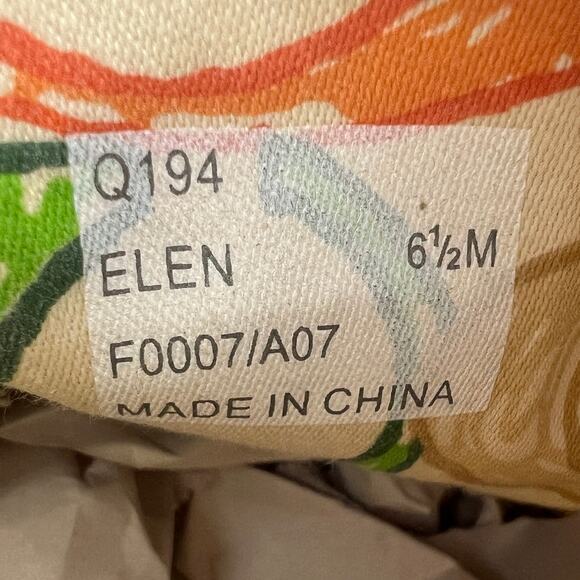 Q194
ELEN 6½M
F0007/A07
MADE IN CHINA